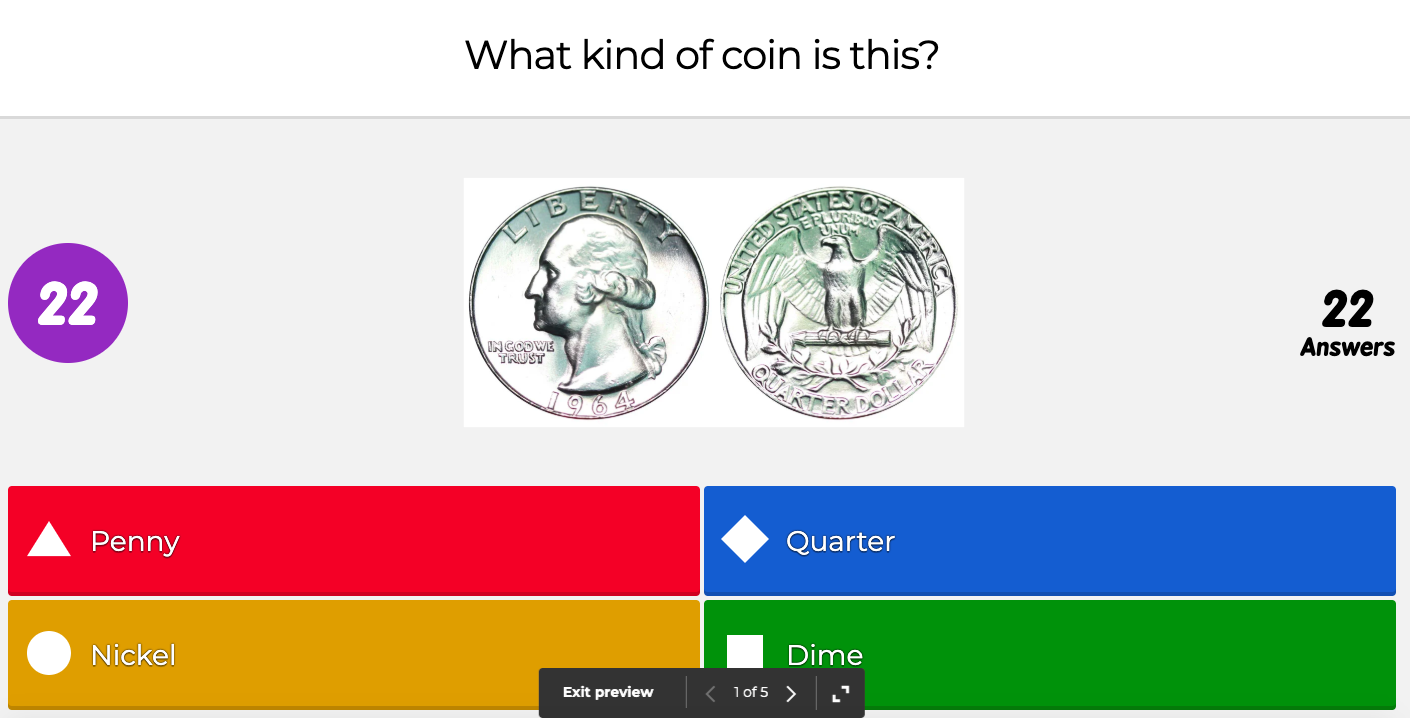 What kind of coin is this?
22
LIBERTY
IN GOD WE
TRUST
1964
UNITED STATES OF AMERICA
E PLURIBUS
UNUM
QUARTER DOLLAR
22
Answers
Penny
Quarter
Nickel
Dime
Exit preview
1 of 5